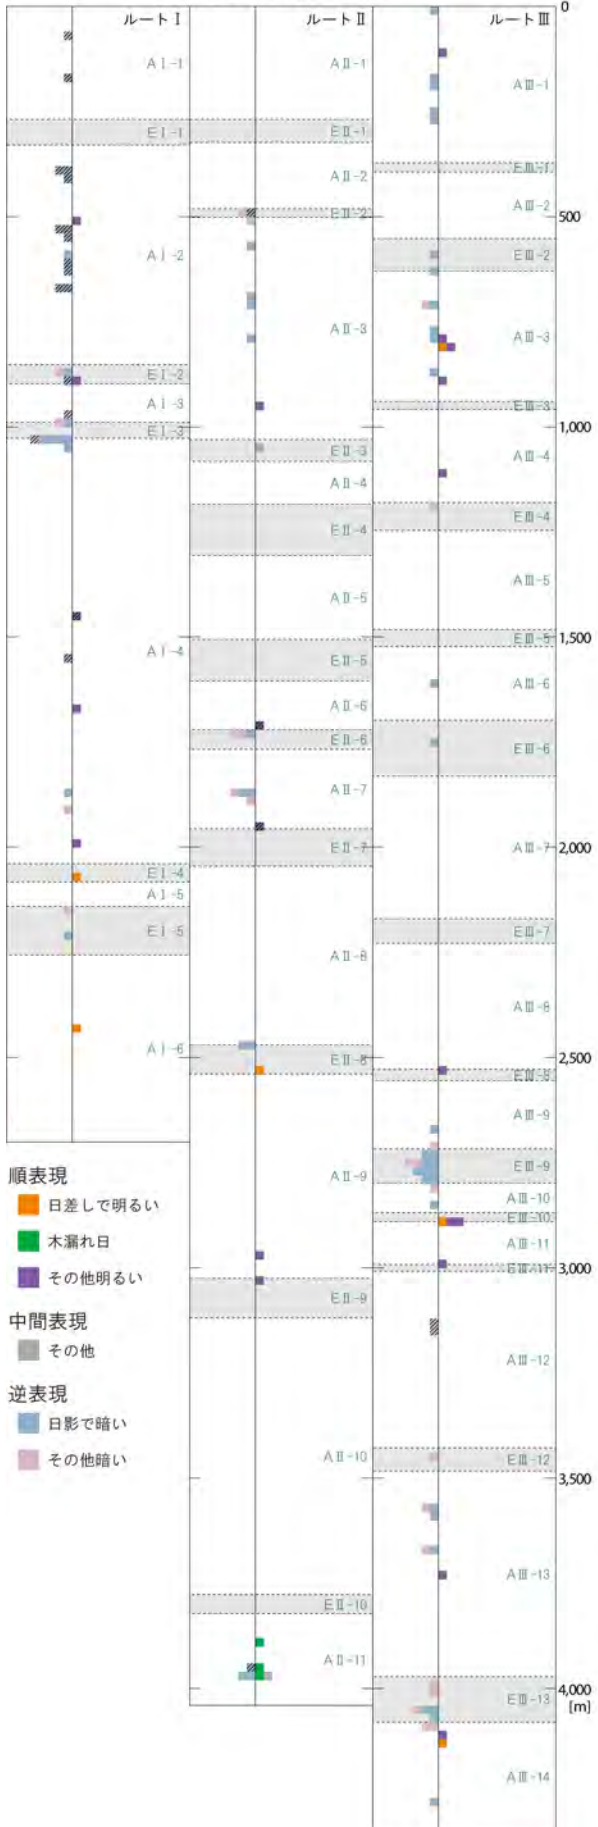 ルートⅠ
AⅠ-1
EⅠ-1
AⅠ-2
EⅠ-2
AⅠ-3
EⅠ-3
AⅠ-4
EⅠ-4
AⅠ-5
EⅠ-5
AⅠ-6
ルートⅡ
AⅡ-1
EⅡ-1
AⅡ-2
EⅡ-2
AⅡ-3
EⅡ-3
AⅡ-4
EⅡ-4
AⅡ-5
EⅡ-5
AⅡ-6
EⅡ-6
AⅡ-7
EⅡ-7
AⅡ-8
EⅡ-8
AⅡ-9
EⅡ-9
AⅡ-10
EⅡ-10
AⅡ-11
ルートⅢ
AⅢ-1
EⅢ-1
AⅢ-2
EⅢ-2
AⅢ-3
EⅢ-3
AⅢ-4
EⅢ-4
AⅢ-5
EⅢ-5
AⅢ-6
EⅢ-6
AⅢ-7
EⅢ-7
AⅢ-8
EⅢ-8
AⅢ-9
EⅢ-9
AⅢ-10
EⅢ-10
AⅢ-11
EⅢ-11
AⅢ-12
EⅢ-12
AⅢ-13
EⅢ-13
AⅢ-14
0
500
1,000
1,500
2,000
2,500
3,000
3,500
4,000
[m]
順表現
日差しで明るい
木漏れ日
その他明るい
中間表現
その他
逆表現
日影で暗い
その他暗い